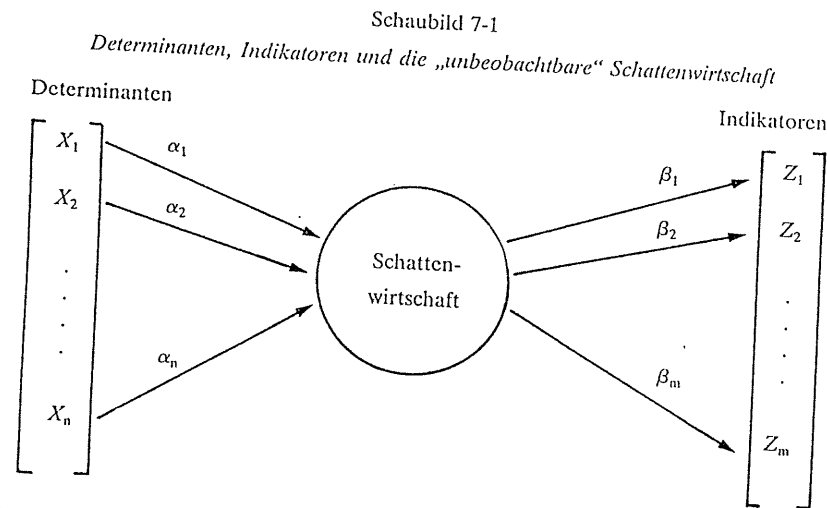 Schaubild 7-1
Determinanten, Indikatoren und die „unbeobachtbare“ Schattenwirtschaft
Determinanten
Indikatoren
X₁
α₁
β₁
Z₁
X₂
α₂
β₂
Z₂
Schatten-
wirtschaft
αₙ
βₘ
Xₙ
Zₘ